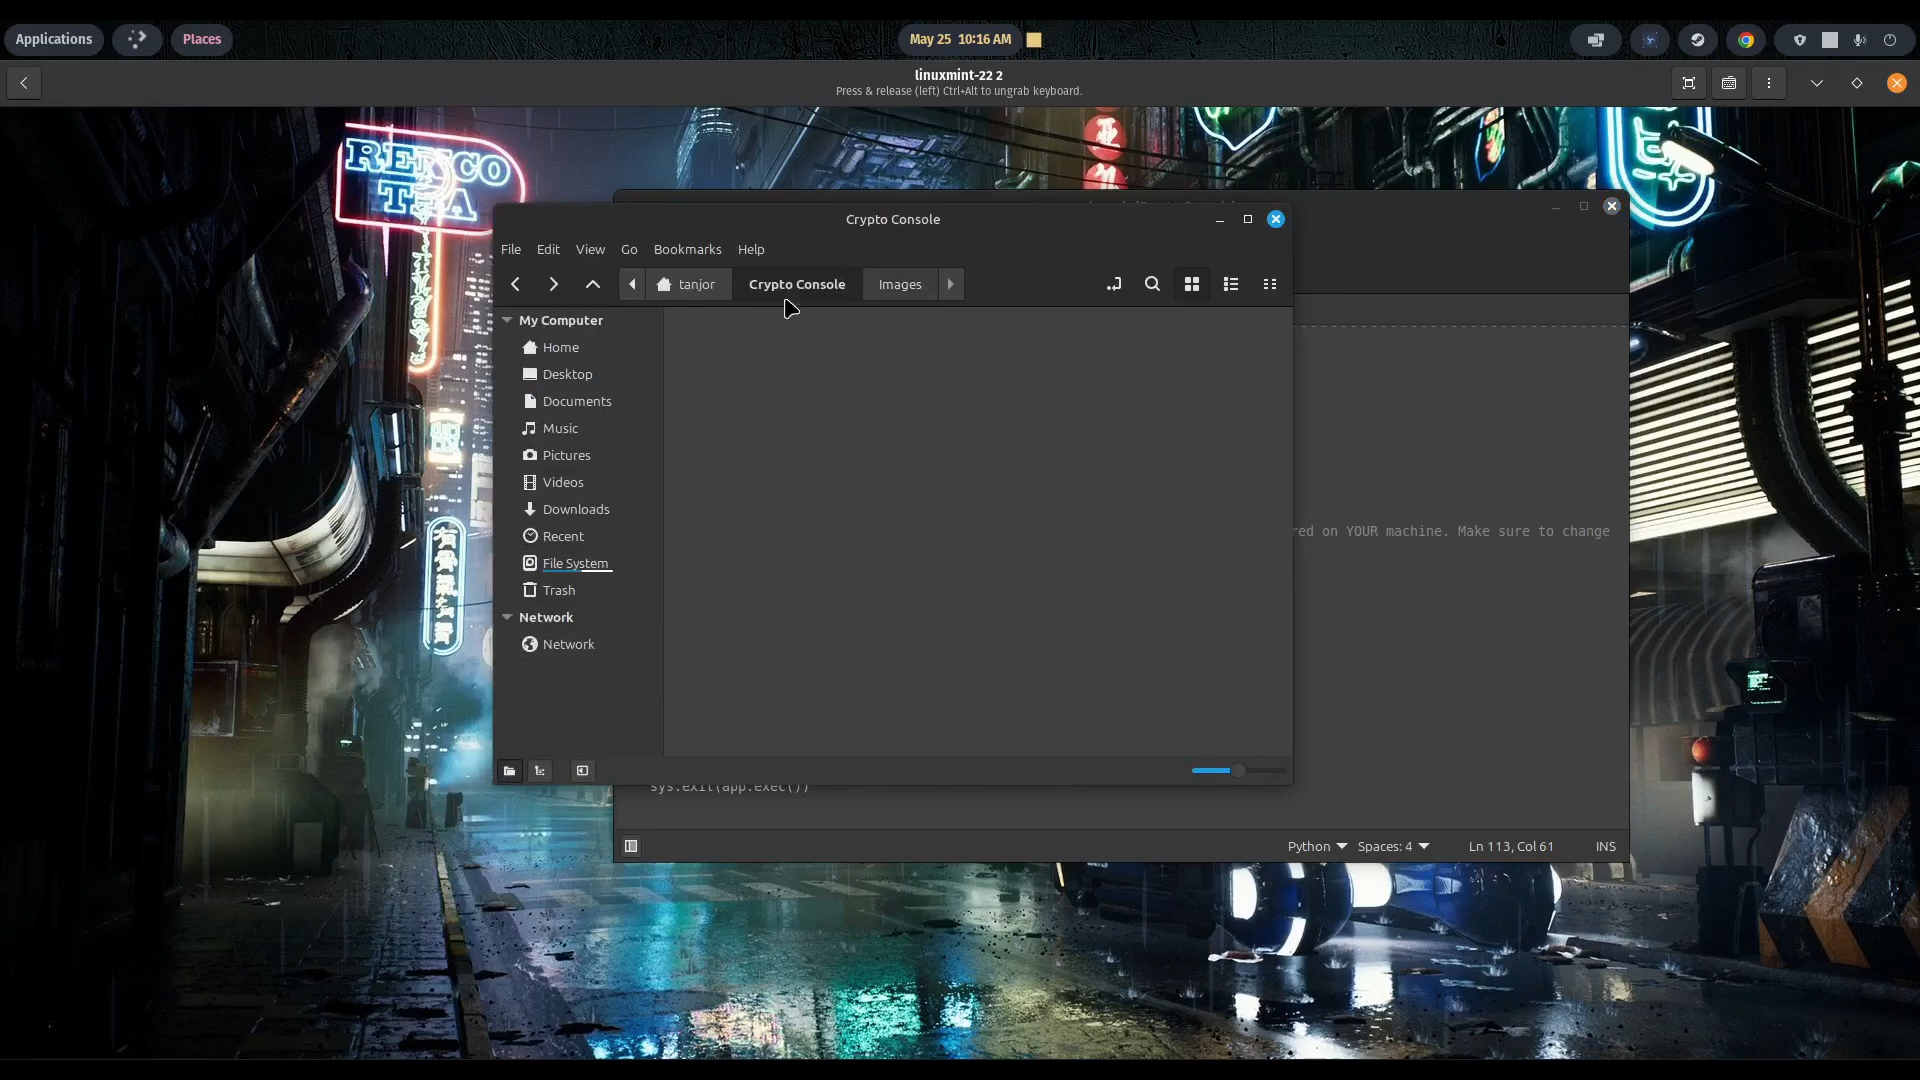 Applications
Places
May 25 10:16 AM
linuxmint-22 2
Press & release (left) Ctrl+Alt to ungrab keyboard.
Crypto Console
File Edit View Go Bookmarks Help
tanjor Crypto Console Images
My Computer
Home
Desktop
Documents
Music
Pictures
Videos
Downloads
Recent
File System
Trash
Network
Network
red on YOUR machine. Make sure to change
sys.exit(app.exec())
Python Spaces: 4 Ln 113, Col 61 INS